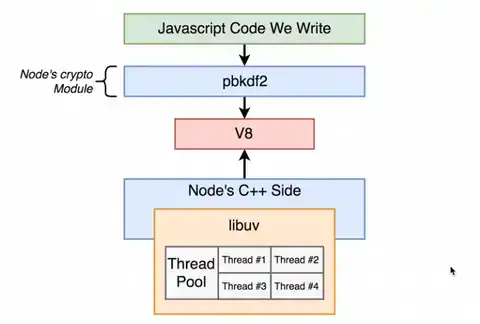 Javascript Code We Write
Node's crypto
Module
pbkdf2
V8
Node's C++ Side
libuv
Thread
Pool
Thread #1
Thread #2
Thread #3
Thread #4